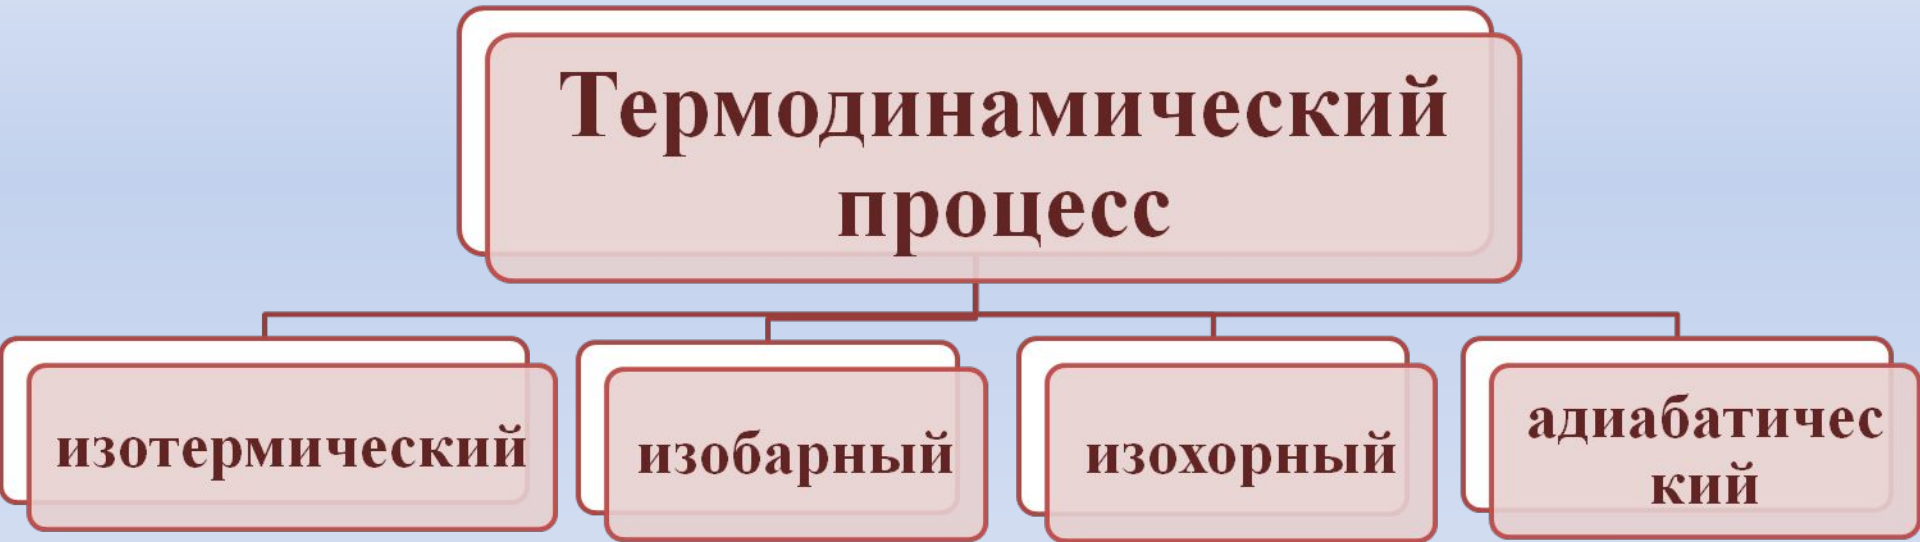 Термодинамический
процесс
изотермический
изобарный
изохорный
адиабатичес
кий